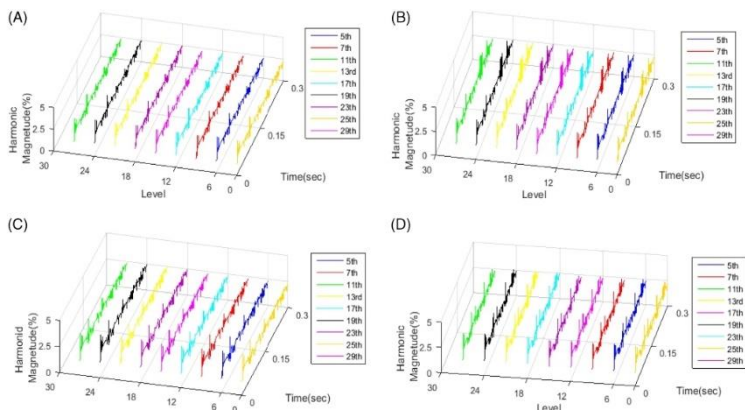 (A)
Harmonic
Magnitude(%)
5
2.5
0
30
24
18
12
6
0
Level
0
0.15
0.3
Time(sec)
5th
7th
11th
13rd
17th
19th
23th
25th
29th
(B)
Harmonic
Magnitude(%)
5
2.5
0
30
24
18
12
6
0
Level
0
0.15
0.3
Time(sec)
5th
7th
11th
13rd
17th
19th
23th
25th
29th
(C)
Harmonid
Magnitude(%)
5
2.5
0
30
24
18
12
6
0
Level
0
0.15
0.3
Time(sec)
5th
7th
11th
13rd
17th
19th
23th
25th
29th
(D)
Harmonic
Magnitude(%)
5
2.5
0
30
24
18
12
6
0
Level
0
0.15
0.3
Time(sec)
5th
7th
11th
13rd
17th
19th
23th
25th
29th